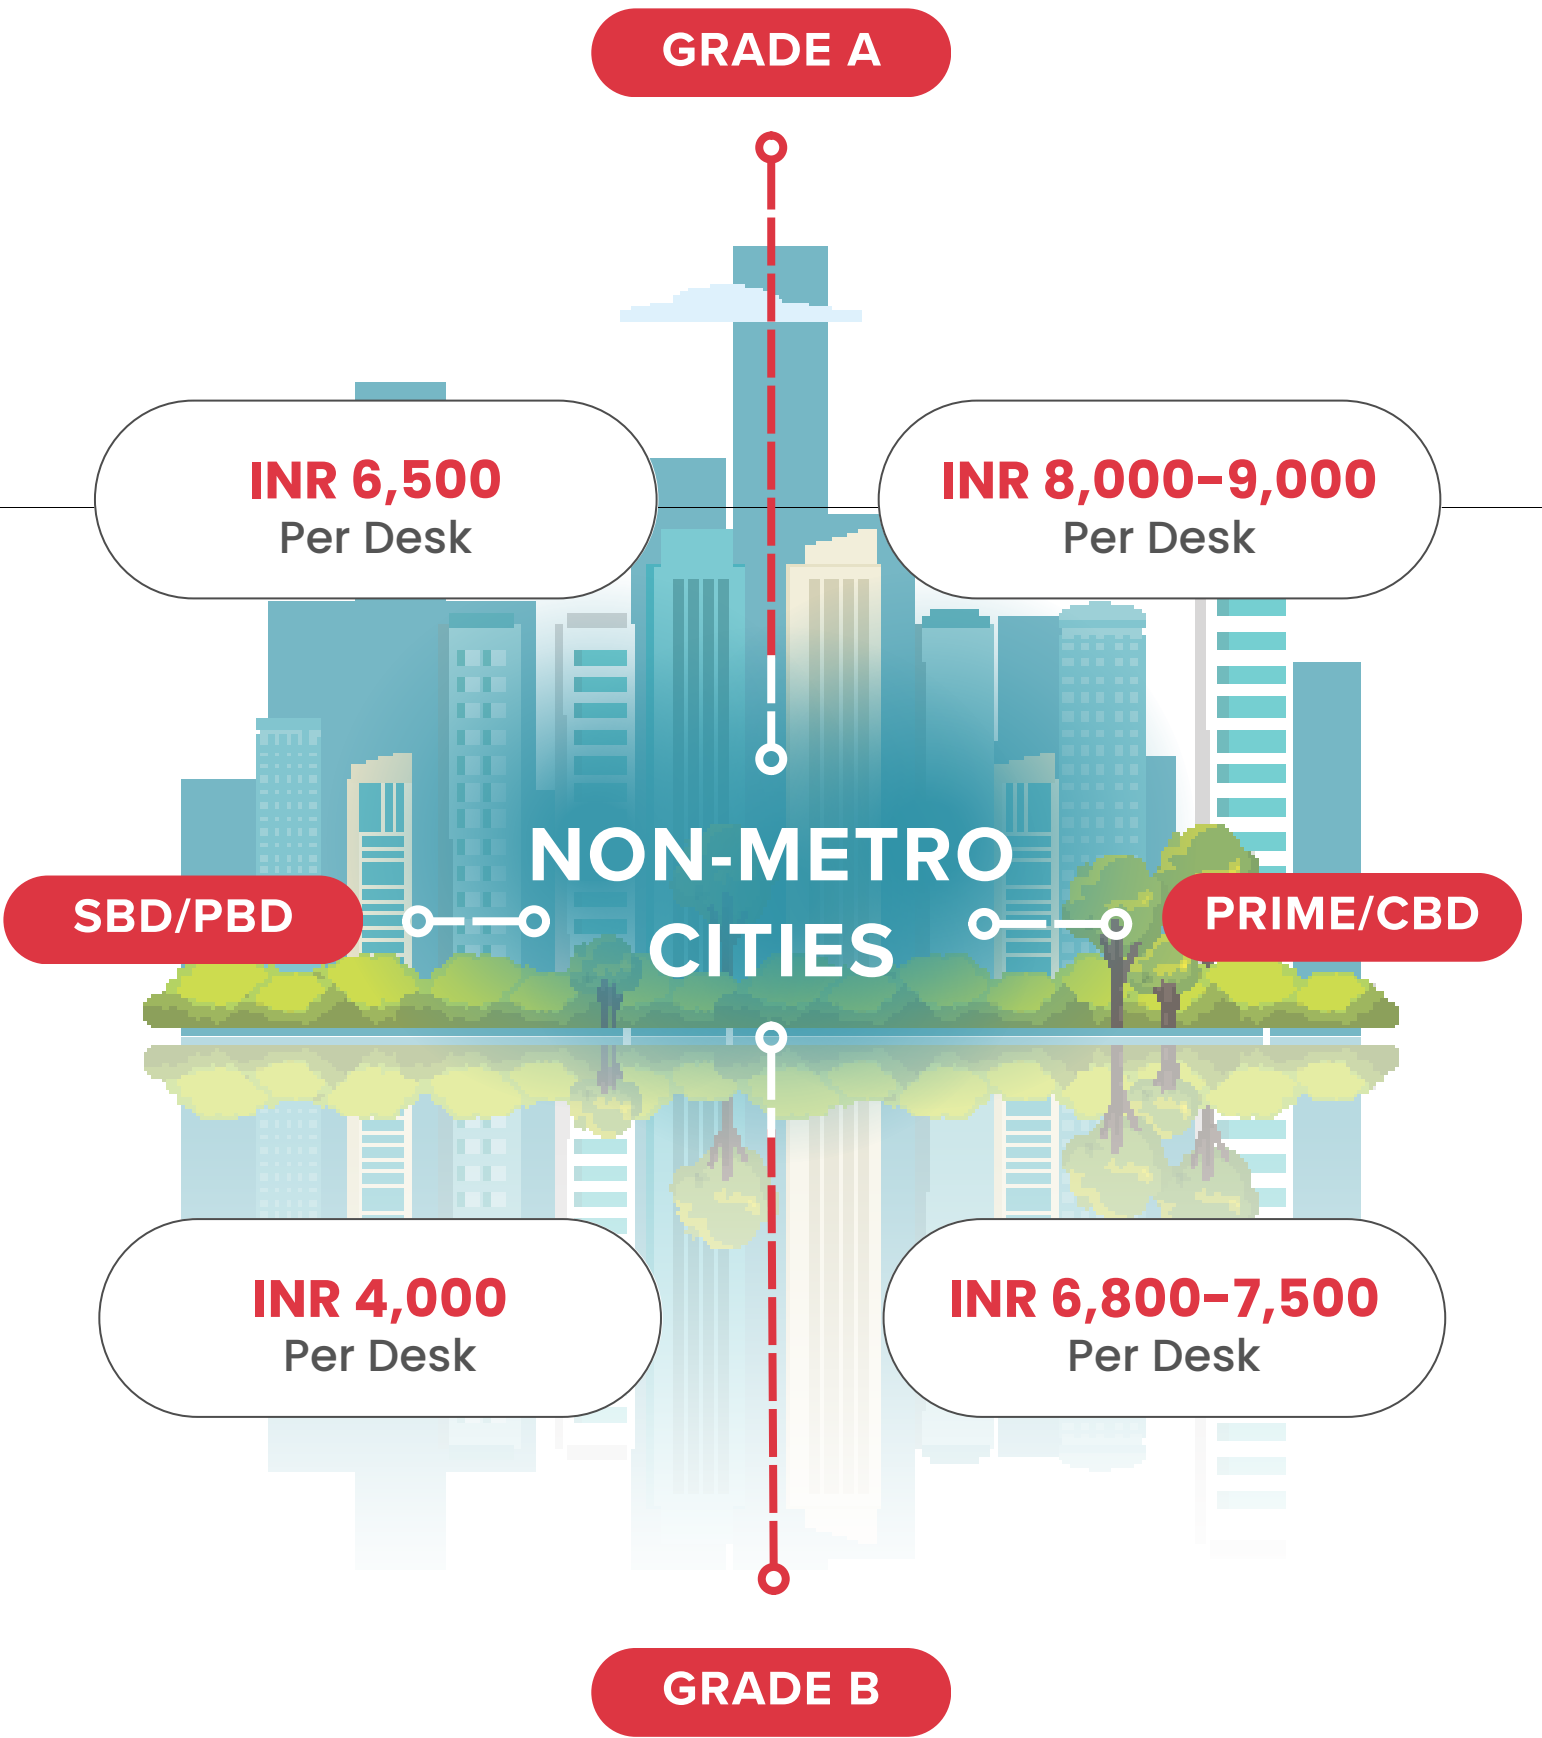 GRADE A
INR 6,500
Per Desk
INR 8,000–9,000
Per Desk
NON-METRO
CITIES
SBD/PBD
PRIME/CBD
INR 4,000
Per Desk
INR 6,800–7,500
Per Desk
GRADE B